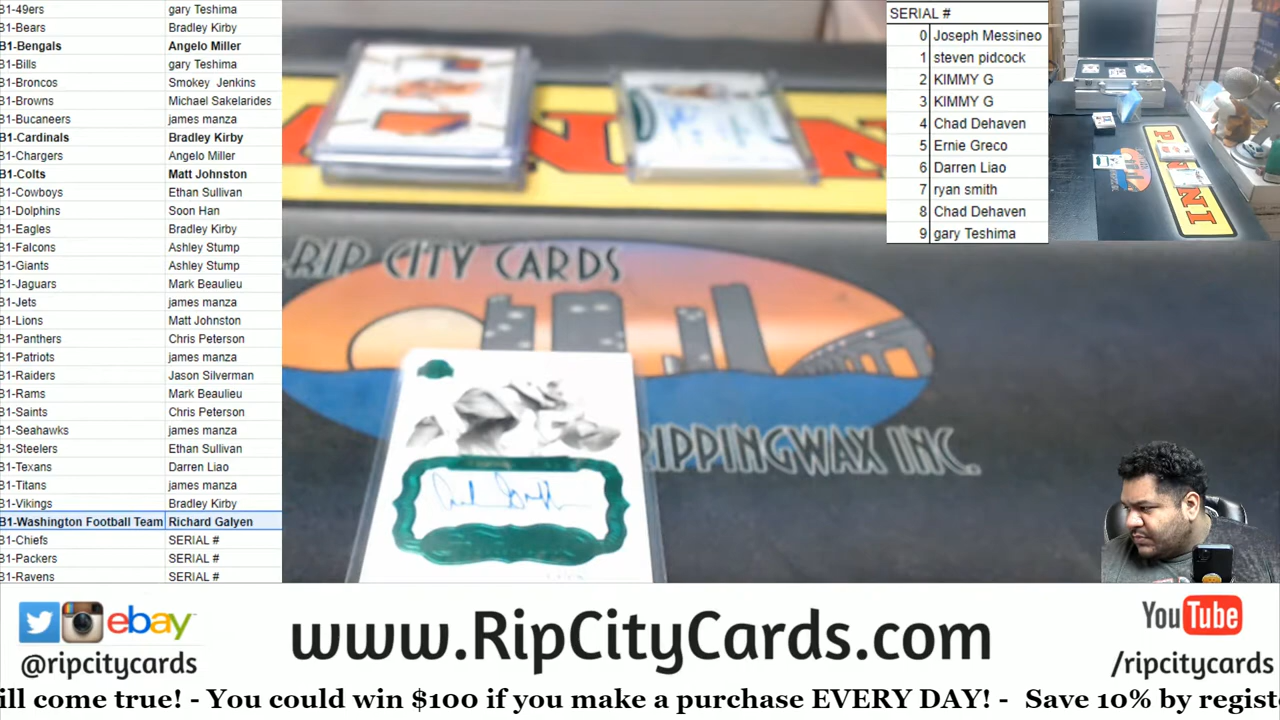 B1-49ers gary Teshima
B1-Bears Bradley Kirby
B1-Bengals Angelo Miller
B1-Bills gary Teshima
B1-Broncos Smokey Jenkins
B1-Browns Michael Sakelarides
B1-Bucaneers james manza
B1-Cardinals Bradley Kirby
B1-Chargers Angelo Miller
B1-Colts Matt Johnston
B1-Cowboys Ethan Sullivan
B1-Dolphins Soon Han
B1-Eagles Bradley Kirby
B1-Falcons Ashley Stump
B1-Giants Ashley Stump
B1-Jaguars Mark Beaulieu
B1-Jets james manza
B1-Lions Matt Johnston
B1-Panthers Chris Peterson
B1-Patriots james manza
B1-Raiders Jason Silverman
B1-Rams Mark Beaulieu
B1-Saints Chris Peterson
B1-Seahawks james manza
B1-Steelers Ethan Sullivan
B1-Texans Darren Liao
B1-Titans james manza
B1-Vikings Bradley Kirby
B1-Washington Football Team Richard Galyen
B1-Chiefs SERIAL #
B1-Packers SERIAL #
B1-Ravens SERIAL #
SERIAL #
0 Joseph Messineo
1 steven pidcock
2 KIMMY G
3 KIMMY G
4 Chad Dehaven
5 Ernie Greco
6 Darren Liao
7 ryan smith
8 Chad Dehaven
9 gary Teshima
RIP CITY CARDS
RIPPINGWAX INC.
ebay
@ripcitycards
www.RipCityCards.com
YouTube
/ripcitycards
ill come true! - You could win $100 if you make a purchase EVERY DAY! - Save 10% by regist